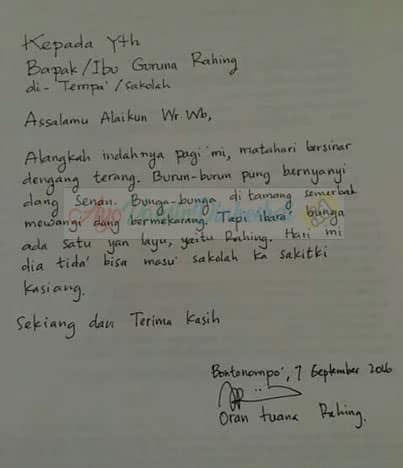 Kepada Yth
Bapak/Ibu Guruna Rahing
di- Tempa'/sakolah
Assalamu Alaikun Wr Wb,
Alangkah indahnya pagi 'mi, matahari bersinar
dengang terang. Burun-burun pung bernyanyi
dang Senan. Bunga-bunga di tamang semerbak
mewangi dang bermekarang. Tapi ibara' bunga
ada satu yan layu, yaitu Rahing. Hari mi
dia tida' bisa masu' sakolah ka sakitki
kasiang.
Sekiang dan Terima Kasih
Bontonompo', 7 September 2016
Oran tuana Rahing.